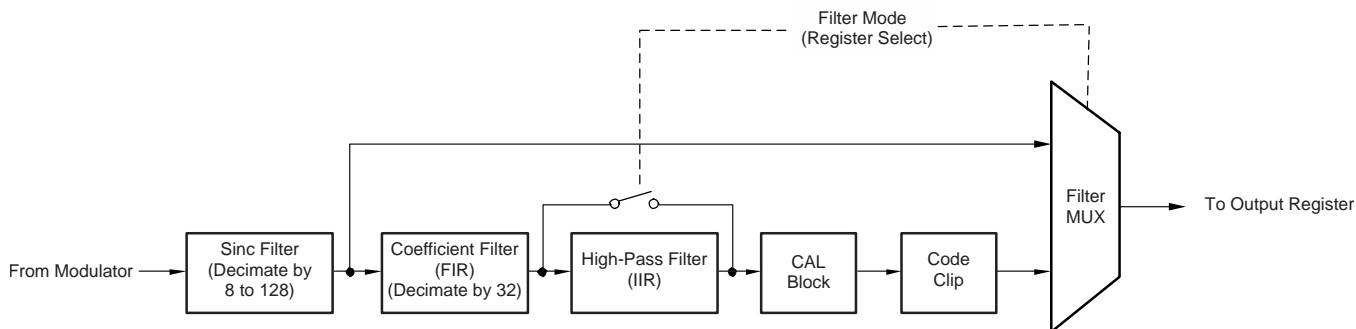 Filter Mode
(Register Select)
Filter
MUX
To Output Register
From Modulator
Sinc Filter
(Decimate by
8 to 128)
Coefficient Filter
(FIR)
(Decimate by 32)
High-Pass Filter
(IIR)
CAL
Block
Code
Clip